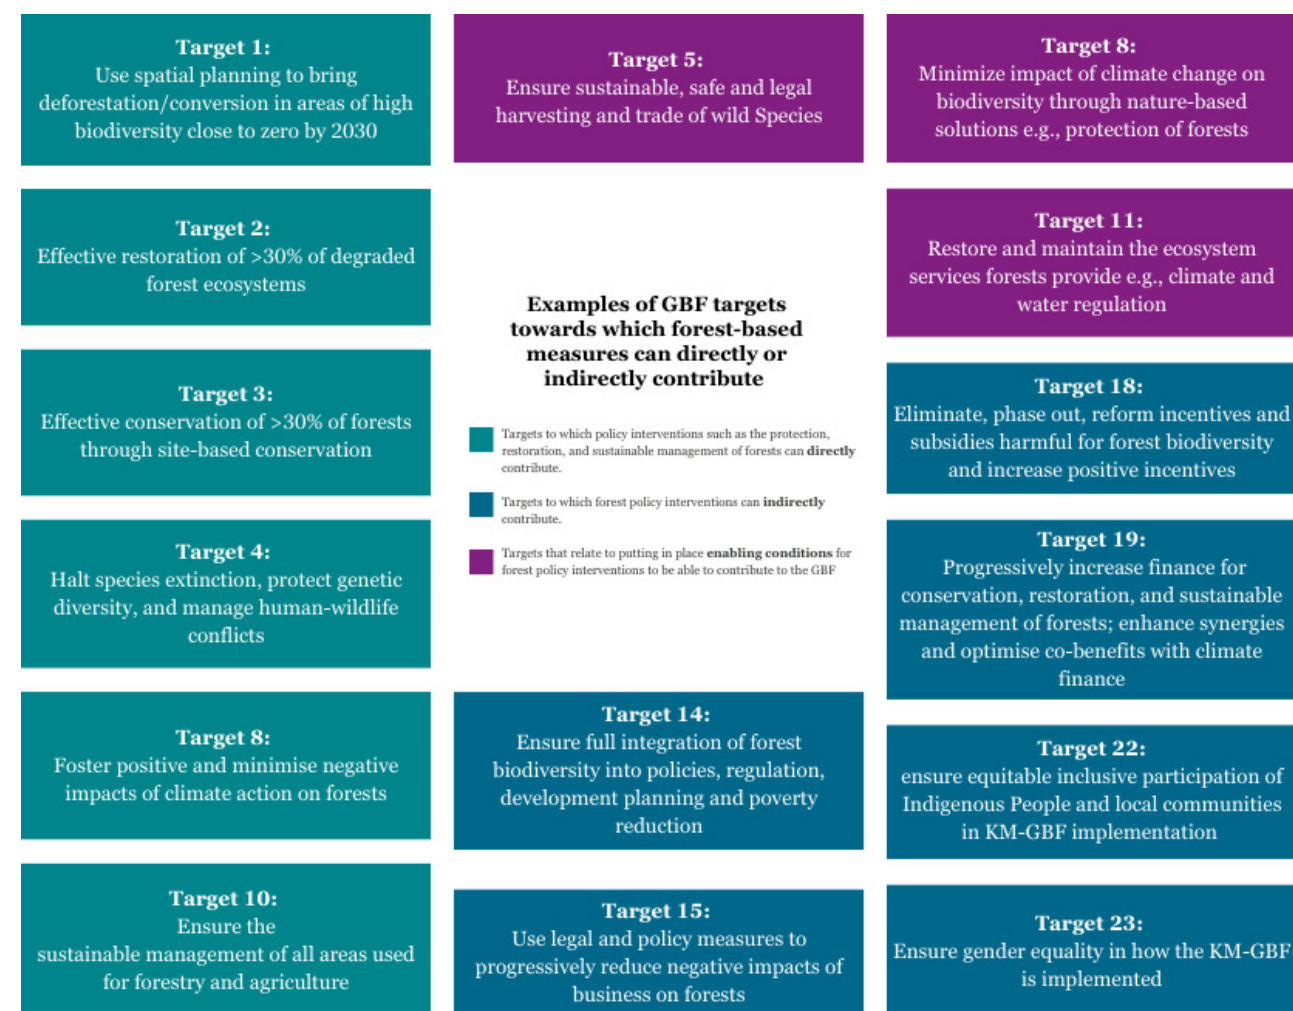 Target 1:
Use spatial planning to bring
deforestation/conversion in areas of high
biodiversity close to zero by 2030
Target 2:
Effective restoration of >30% of degraded
forest ecosystems
Target 3:
Effective conservation of >30% of forests
through site-based conservation
Target 4:
Halt species extinction, protect genetic
diversity, and manage human-wildlife
conflicts
Target 8:
Foster positive and minimise negative
impacts of climate action on forests
Target 10:
Ensure the
sustainable management of all areas used
for forestry and agriculture
Target 5:
Ensure sustainable, safe and legal
harvesting and trade of wild Species
Examples of GBF targets
towards which forest-based
measures can directly or
indirectly contribute
Targets to which policy interventions such as the protection,
restoration, and sustainable management of forests can directly
contribute.
Targets to which forest policy interventions can indirectly
contribute.
Targets that relate to putting in place enabling conditions for
forest policy interventions to be able to contribute to the GBF
Target 14:
Ensure full integration of forest
biodiversity into policies, regulation,
development planning and poverty
reduction
Target 15:
Use legal and policy measures to
progressively reduce negative impacts of
business on forests
Target 8:
Minimize impact of climate change on
biodiversity through nature-based
solutions e.g., protection of forests
Target 11:
Restore and maintain the ecosystem
services forests provide e.g., climate and
water regulation
Target 18:
Eliminate, phase out, reform incentives and
subsidies harmful for forest biodiversity
and increase positive incentives
Target 19:
Progressively increase finance for
conservation, restoration, and sustainable
management of forests; enhance synergies
and optimise co-benefits with climate
finance
Target 22:
ensure equitable inclusive participation of
Indigenous People and local communities
in KM-GBF implementation
Target 23:
Ensure gender equality in how the KM-GBF
is implemented